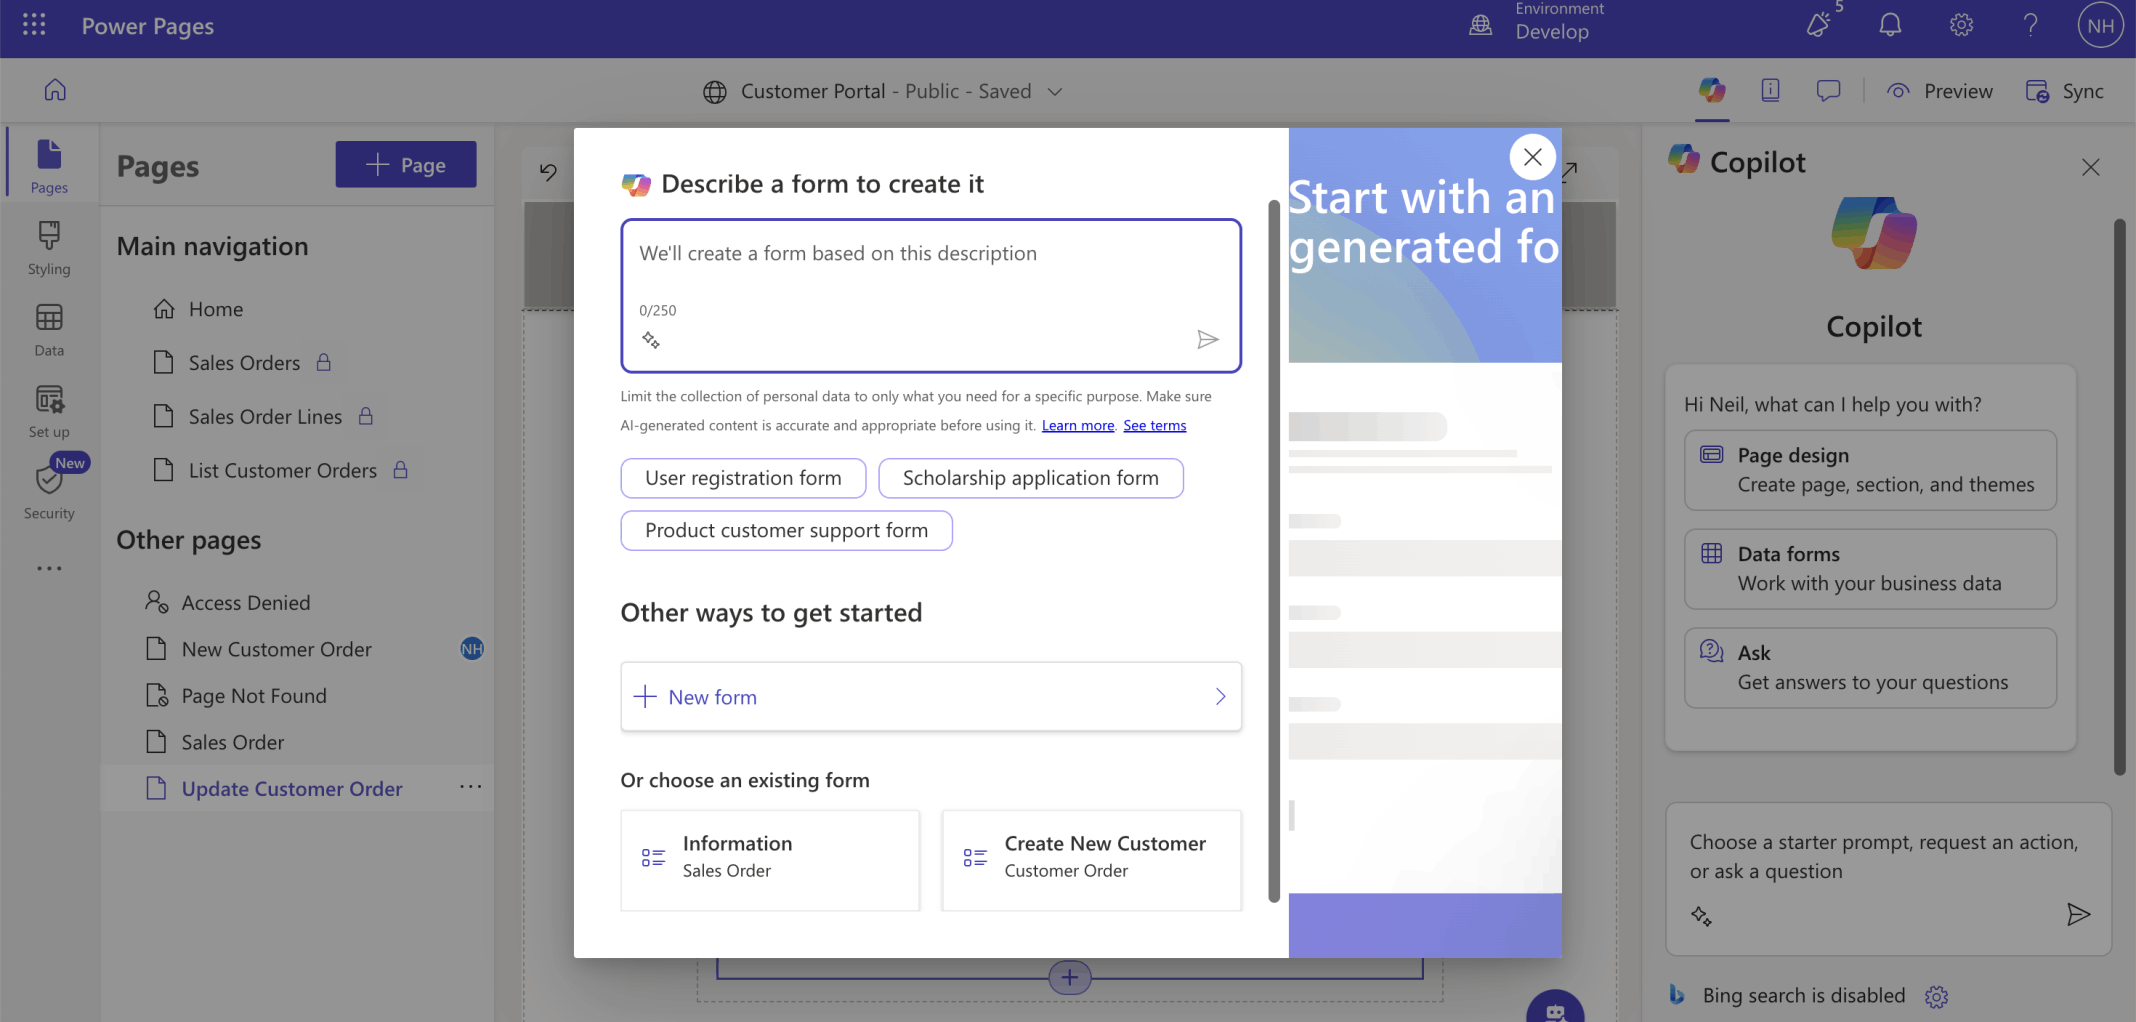 Power Pages
Environment
Develop
5
NH
Customer Portal - Public - Saved
Preview
Sync
Pages
Styling
Data
Set up
New
Security
Pages
Page
Main navigation
Home
Sales Orders
Sales Order Lines
List Customer Orders
Other pages
Access Denied
New Customer Order
NH
Page Not Found
Sales Order
Update Customer Order
Describe a form to create it
We'll create a form based on this description
0/250
Limit the collection of personal data to only what you need for a specific purpose. Make sure
AI-generated content is accurate and appropriate before using it. Learn more. See terms
User registration form
Scholarship application form
Product customer support form
Other ways to get started
New form
Or choose an existing form
Information
Sales Order
Create New Customer
Customer Order
Start with an
generated fo
Copilot
Copilot
Hi Neil, what can I help you with?
Page design
Create page, section, and themes
Data forms
Work with your business data
Ask
Get answers to your questions
Choose a starter prompt, request an action,
or ask a question
Bing search is disabled